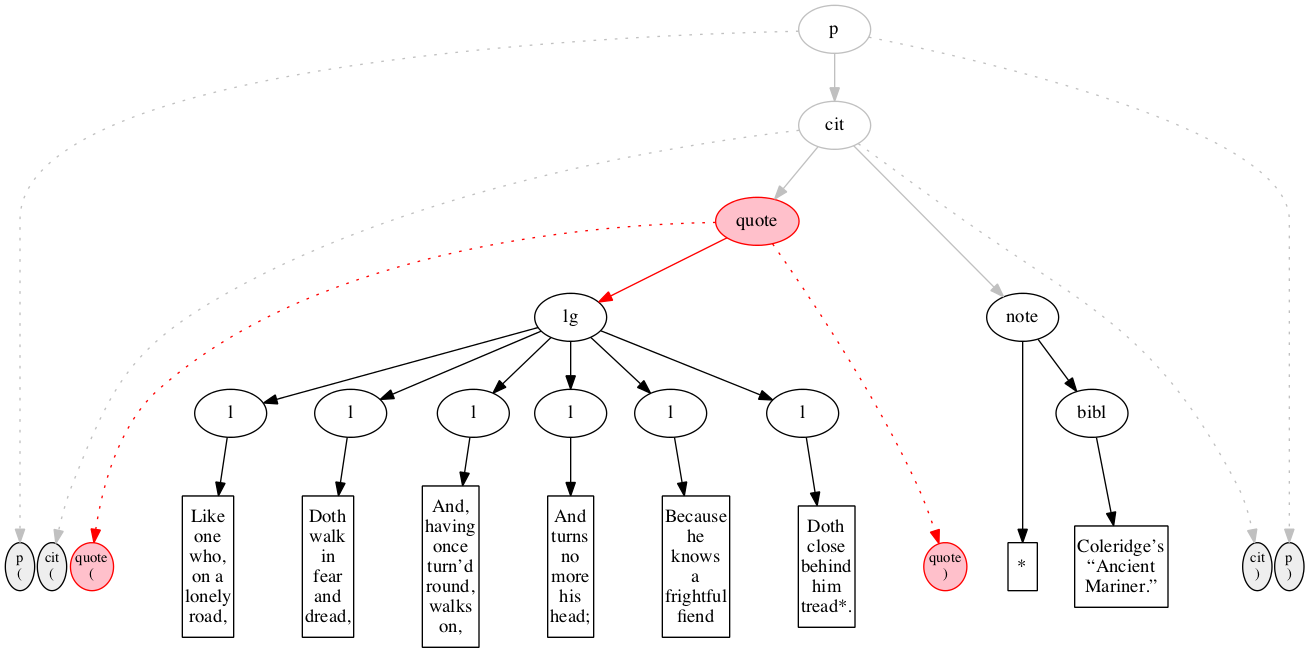 p
cit
quote
lg
note
l
l
l
l
l
l
bibl
p
(
cit
(
quote
(
Like
one
who,
on a
lonely
road,
Doth
walk
in
fear
and
dread,
And,
having
once
turn’d
round,
walks
on,
And
turns
no
more
his
head;
Because
he
knows
a
frightful
fiend
Doth
close
behind
him
tread*.
quote
)
*
Coleridge’s
“Ancient
Mariner.”
cit
)
p
)